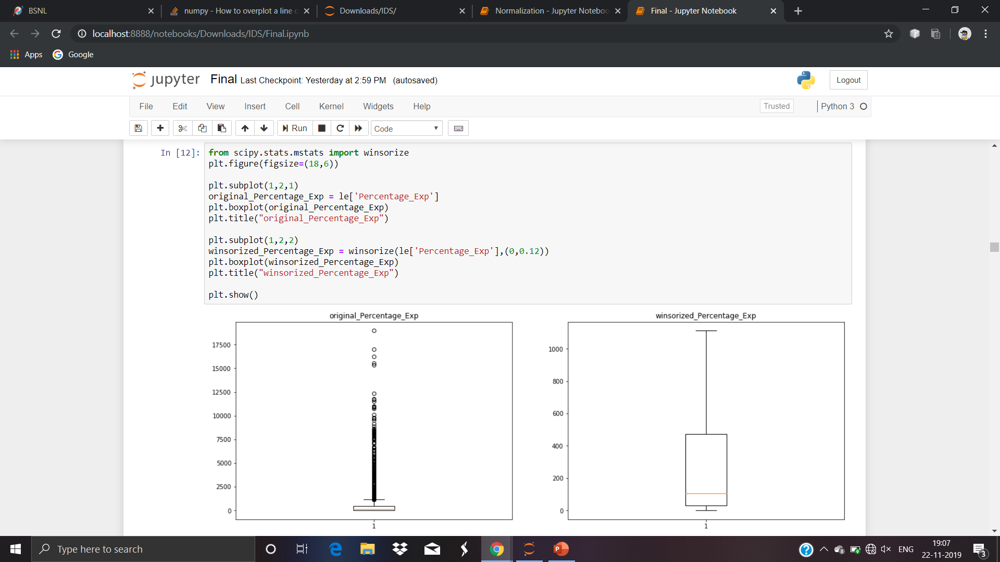 BSNL
numpy - How to overplot a line
Downloads/IDS/
Normalization - Jupyter Noteboo
Final - Jupyter Notebook
localhost:8888/notebooks/Downloads/IDS/Final.ipynb
Apps
Google
jupyter
Final Last Checkpoint: Yesterday at 2:59 PM (autosaved)
Logout
File Edit View Insert Cell Kernel Widgets Help
Trusted
Python 3
Run
Code
In [12]:
from scipy.stats.mstats import winsorize
plt.figure(figsize=(18,6))
plt.subplot(1,2,1)
original_Percentage_Exp = le['Percentage_Exp']
plt.boxplot(original_Percentage_Exp)
plt.title("original_Percentage_Exp")
plt.subplot(1,2,2)
winsorized_Percentage_Exp = winsorize(le['Percentage_Exp'],(0,0.12))
plt.boxplot(winsorized_Percentage_Exp)
plt.title("winsorized_Percentage_Exp")
plt.show()
original_Percentage_Exp
17500
15000
12500
10000
7500
5000
2500
0
1
winsorized_Percentage_Exp
1000
800
600
400
200
0
1
Type here to search
ENG
19:07
22-11-2019
3